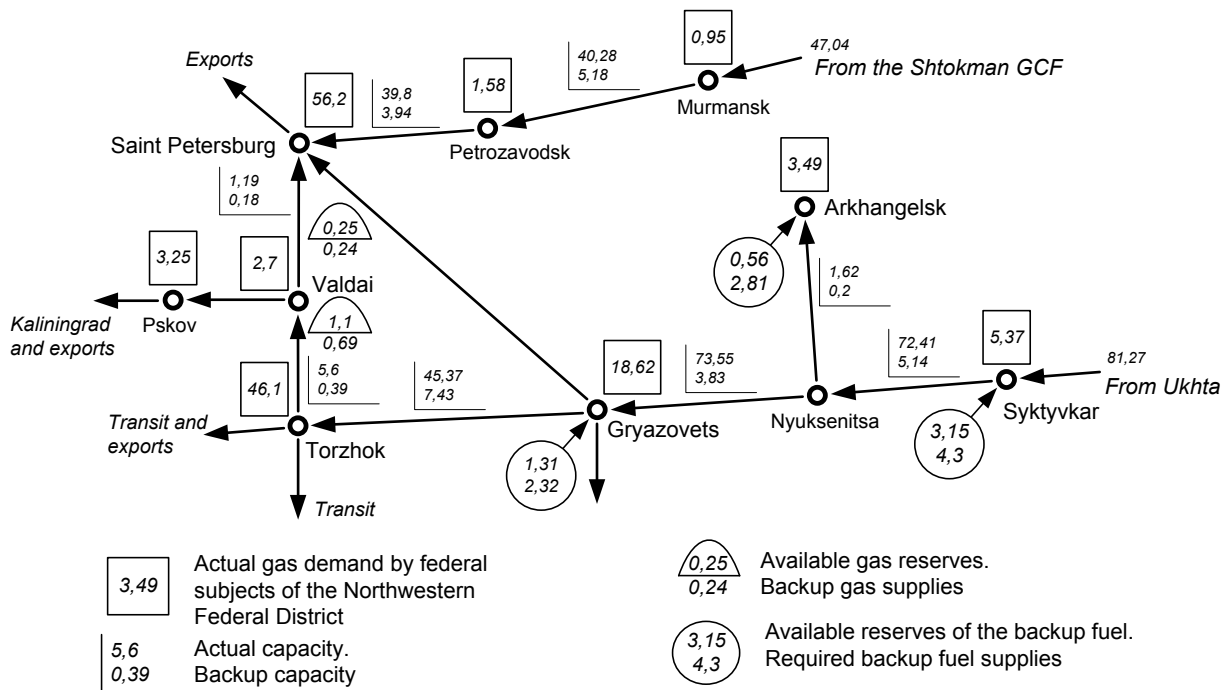 Exports
56,2
39,8
3,94
1,58
40,28
5,18
0,95
47,04
From the Shtokman GCF
Murmansk
Petrozavodsk
Saint Petersburg
1,19
0,18
0,25
0,24
3,49
Arkhangelsk
0,56
2,81
1,62
0,2
3,25
2,7
Valdai
Pskov
Kaliningrad
and exports
1,1
0,69
46,1
5,6
0,39
45,37
7,43
18,62
73,55
3,83
72,41
5,14
5,37
81,27
From Ukhta
Syktyvkar
Nyuksenitsa
Gryazovets
Transit and
exports
Torzhok
1,31
2,32
3,15
4,3
Transit
3,49
Actual gas demand by federal
subjects of the Northwestern
Federal District
5,6
0,39
Actual capacity.
Backup capacity
0,25
0,24
Available gas reserves.
Backup gas supplies
3,15
4,3
Available reserves of the backup fuel.
Required backup fuel supplies